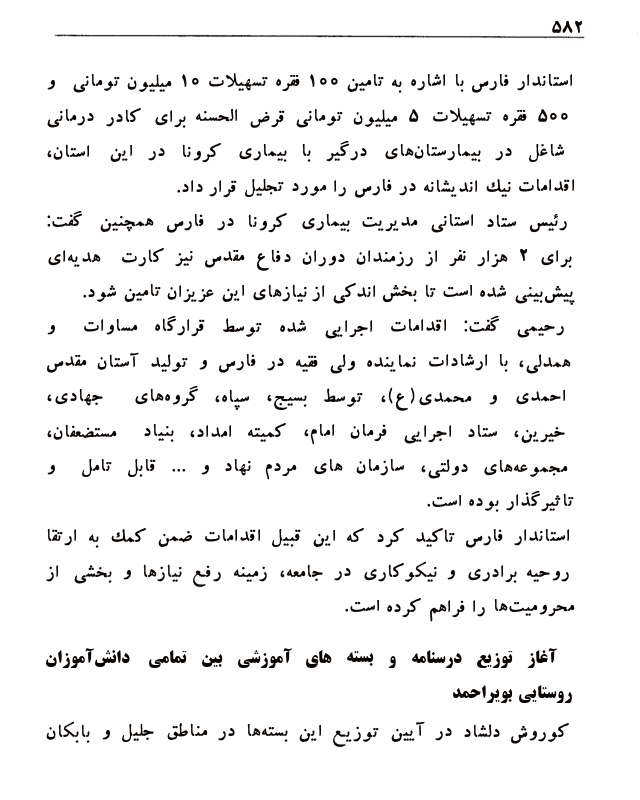 ۵۸۲
استاندار فارس با اشاره به تامین ۱۰۰ فقره تسهیلات ۱۰ میلیون تومانی و
۵۰۰ فقره تسهیلات ۵ میلیون تومانی قرض الحسنه برای کادر درمانی
شاغل در بیمارستان‌های درگیر با بیماری کرونا در این استان،
اقدامات نیك اندیشانه در فارس را مورد تجلیل قرار داد.
رئیس ستاد استانی مدیریت بیماری کرونا در فارس همچنین گفت:
برای ۲ هزار نفر از رزمندان دوران دفاع مقدس نیز کارت هدیه‌ای
پیش‌بینی شده است تا بخش اندکی از نیازهای این عزیزان تامین شود.
رحیمی گفت: اقدامات اجرایی شده توسط قرارگاه مساوات و
همدلی، با ارشادات نماینده ولی فقیه در فارس و تولید آستان مقدس
احمدی و محمدی(ع)، توسط بسیج، سپاه، گروه‌های جهادی،
خیرین، ستاد اجرایی فرمان امام، کمیته امداد، بنیاد مستضعفان،
مجموعه‌های دولتی، سازمان های مردم نهاد و ... قابل تامل و
تاثیرگذار بوده است.
استاندار فارس تاکید کرد که این قبیل اقدامات ضمن کمك به ارتقا
روحیه برادری و نیکوکاری در جامعه، زمینه رفع نیازها و بخشی از
محرومیت‌ها را فراهم کرده است.
آغاز توزیع درسنامه و بسته های آموزشی بین تمامی دانش‌آموزان
روستایی بویراحمد
کوروش دلشاد در آیین توزیع این بسته‌ها در مناطق جلیل و بابکان